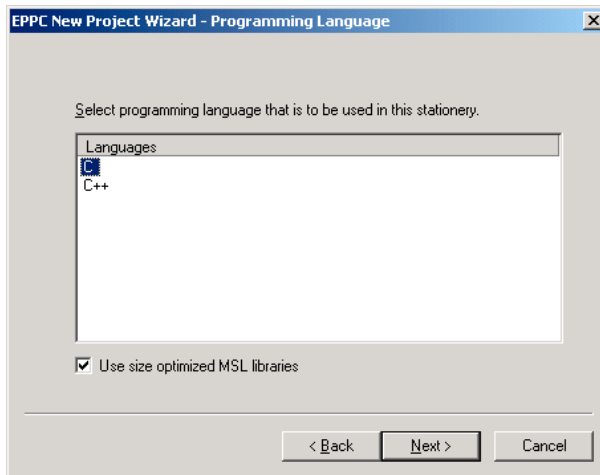 EPPC New Project Wizard - Programming Language
Select programming language that is to be used in this stationery.
Languages
C
C++
Use size optimized MSL libraries
< Back Next > Cancel